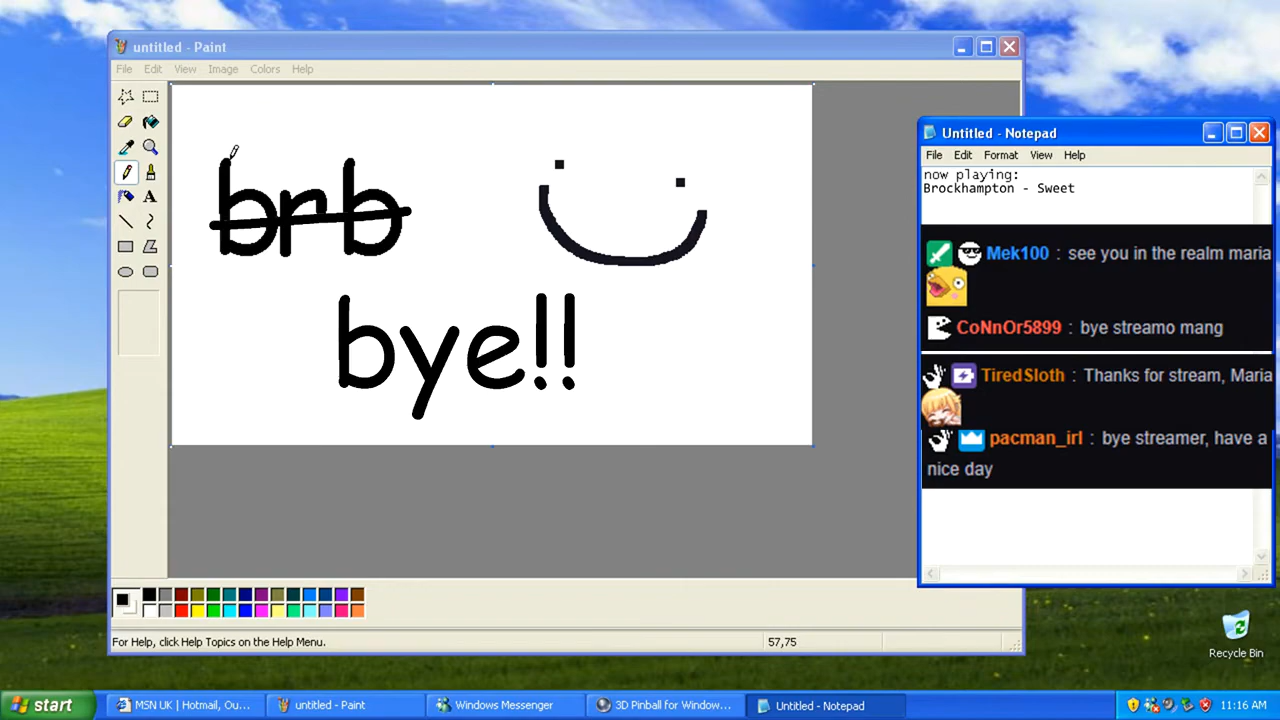 untitled - Paint
File Edit View Image Colors Help
brb
bye!!
For Help, click Help Topics on the Help Menu.
57,75
Untitled - Notepad
File Edit Format View Help
now playing:
Brockhampton - Sweet
Mek100 : see you in the realm maria
CoNnOr5899 : bye streamo mang
TiredSloth : Thanks for stream, Maria
pacman_irl : bye streamer, have a
nice day
Recycle Bin
start
MSN UK | Hotmail, Ou...
untitled - Paint
Windows Messenger
3D Pinball for Window...
Untitled - Notepad
11:16 AM